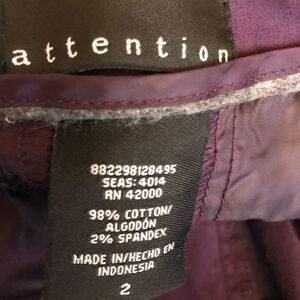 attention
882298128495
SEAS: 4014
RN 42000
98% COTTON/
ALGODÓN
2% SPANDEX
MADE IN/HECHO EN
INDONESIA
2